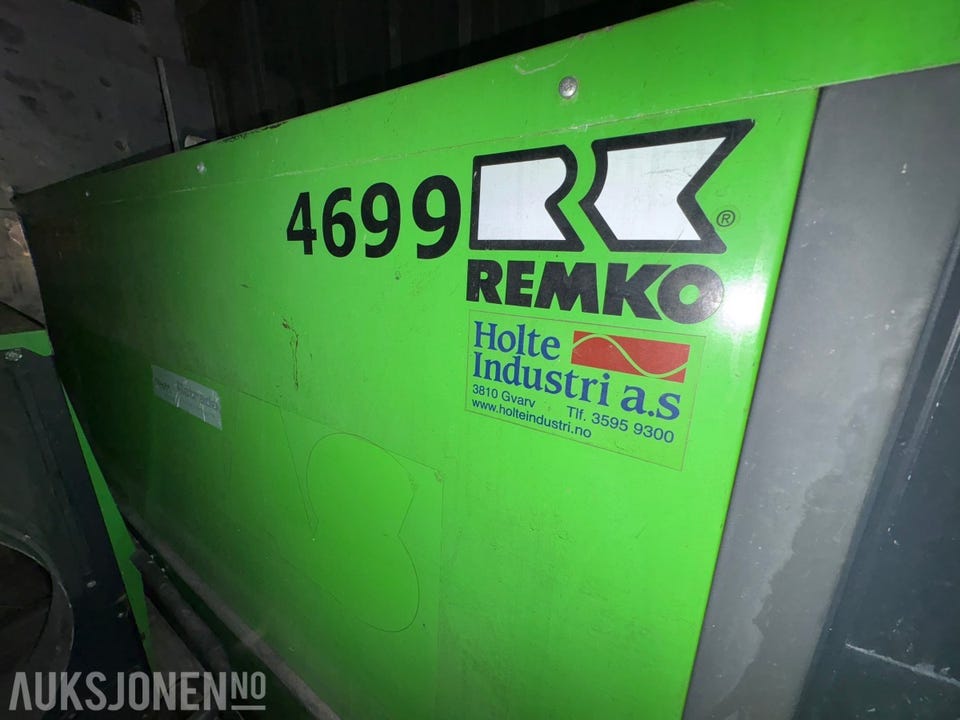 4699
®
REMKO
Holte
Industri a.s
3810 Gvarv Tlf. 3595 9300
www.holteindustri.no
AUKSJONEN.NO